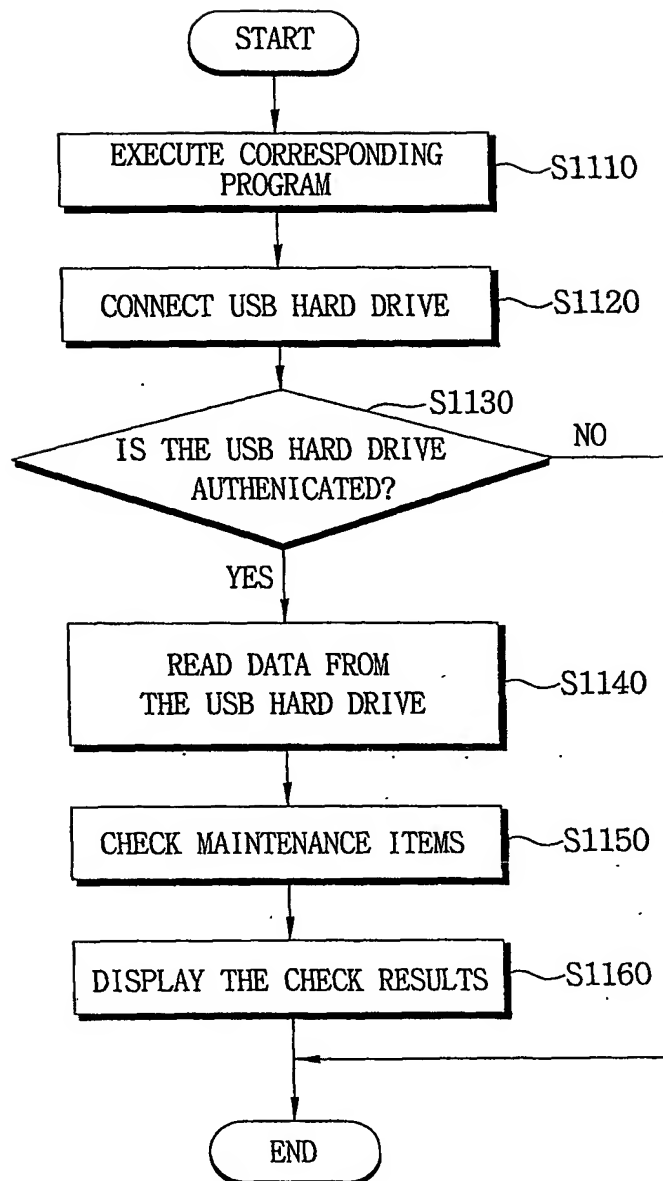 START
EXECUTE CORRESPONDING
PROGRAM
S1110
CONNECT USB HARD DRIVE
S1120
S1130
IS THE USB HARD DRIVE
AUTHENICATED?
NO
YES
READ DATA FROM
THE USB HARD DRIVE
S1140
CHECK MAINTENANCE ITEMS
S1150
DISPLAY THE CHECK RESULTS
S1160
END